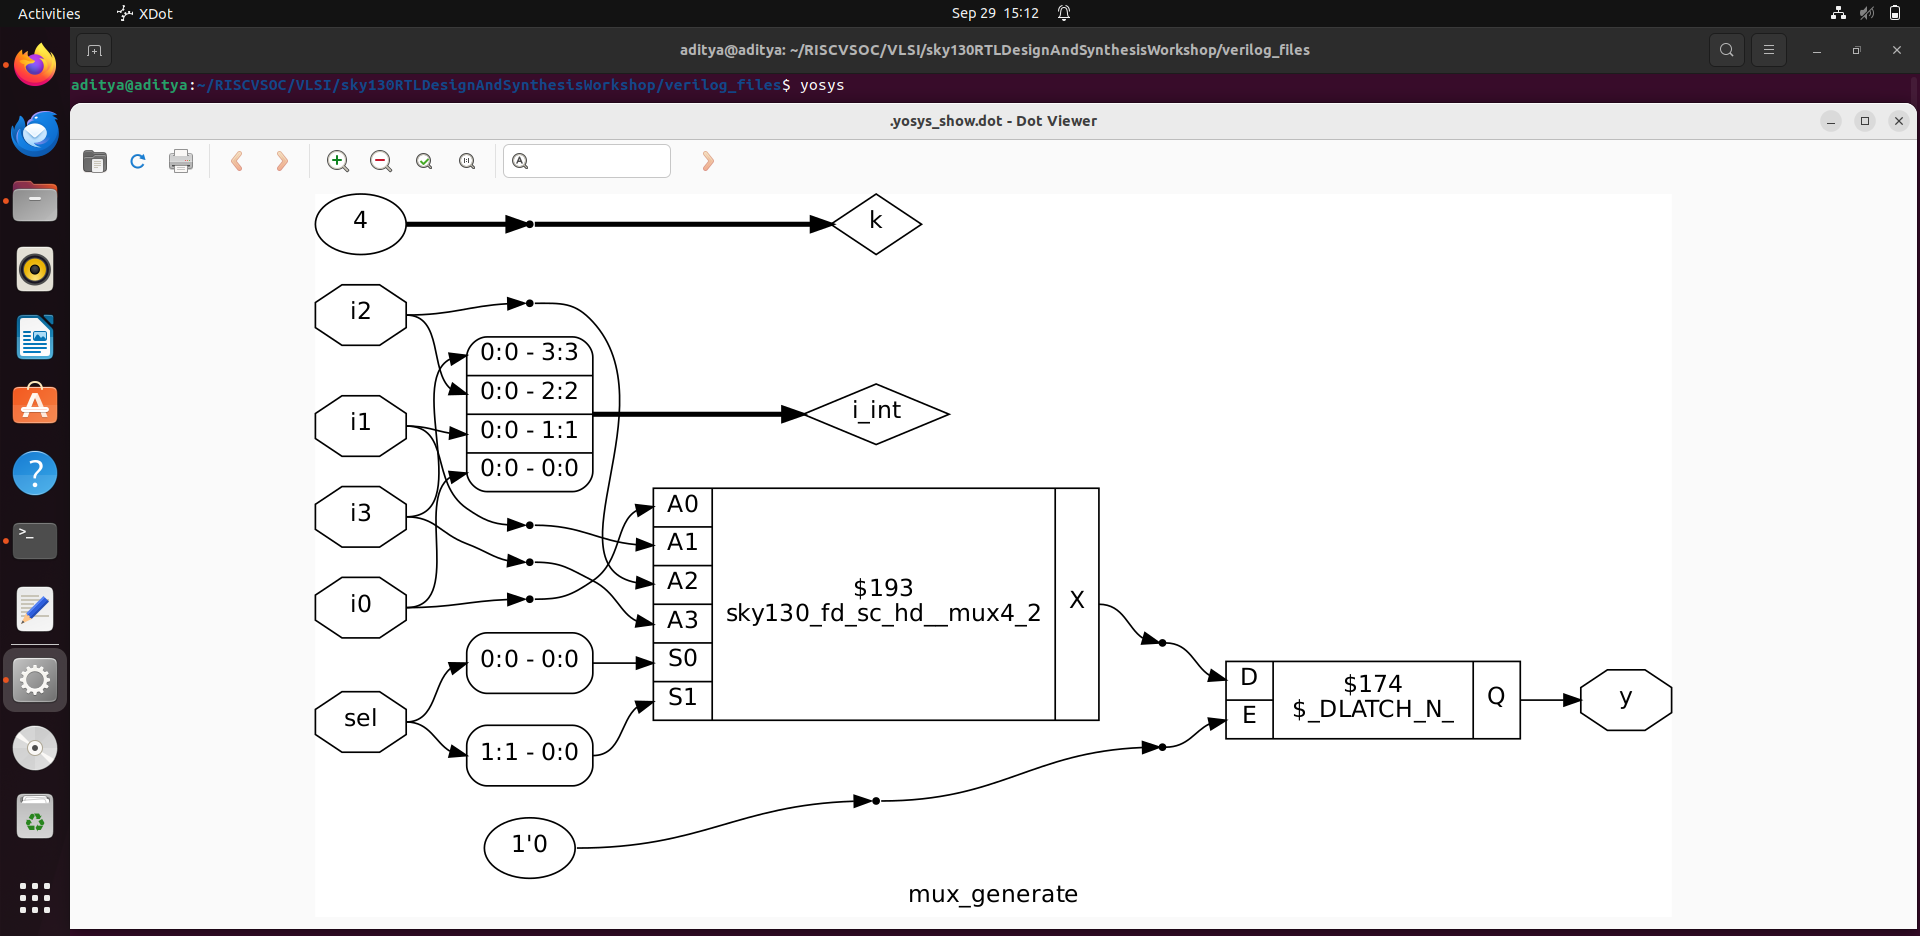 Activities
XDot
Sep 29 15:12
aditya@aditya: ~/RISCVSOC/VLSI/sky130RTLDesignAndSynthesisWorkshop/verilog_files
aditya@aditya:~/RISCVSOC/VLSI/sky130RTLDesignAndSynthesisWorkshop/verilog_files$ yosys
.yosys_show.dot - Dot Viewer
4
k
i2
0:0 - 3:3
0:0 - 2:2
0:0 - 1:1
0:0 - 0:0
i_int
i1
i3
i0
A0
A1
A2
A3
S0
S1
$193
sky130_fd_sc_hd__mux4_2
X
0:0 - 0:0
sel
1:1 - 0:0
D
E
$174
$_DLATCH_N_
Q
y
1'0
mux_generate